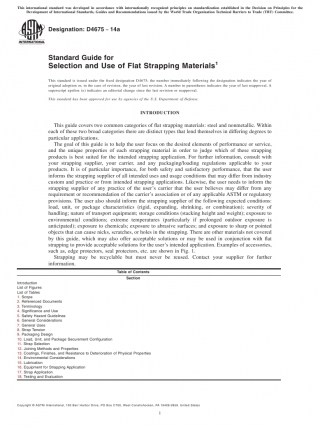 This international standard was developed in accordance with internationally recognized principles on standardization established in the Decision on Principles for the
Development of International Standards, Guides and Recommendations issued by the World Trade Organization Technical Barriers to Trade (TBT) Committee.
Designation: D4675 − 14a
Standard Guide for
Selection and Use of Flat Strapping Materials1
This standard is issued under the fixed designation D4675; the number immediately following the designation indicates the year of
original adoption or, in the case of revision, the year of last revision. A number in parentheses indicates the year of last reapproval. A
superscript epsilon (ε) indicates an editorial change since the last revision or reapproval.
This standard has been approved for use by agencies of the U.S. Department of Defense.
INTRODUCTION
This guide covers two common categories of flat strapping materials: steel and nonmetallic. Within
each of these two broad categories there are distinct types that lend themselves in differing degrees to
particular applications.
The goal of this guide is to help the user focus on the desired elements of performance or service,
and the unique properties of each strapping material in order to judge which of these strapping
products is best suited for the intended strapping application. For further information, consult with
your strapping supplier, your carrier, and any packaging/loading regulations applicable to your
products. It is of particular importance, for both safety and satisfactory performance, that the user
informs the strapping supplier of all intended uses and usage conditions that may differ from industry
custom and practice or from intended strapping applications. Likewise, the user needs to inform the
strapping supplier of any practice of the user's carrier that the user believes may differ from any
requirement or recommendation of the carrier's association or of any applicable ASTM or regulatory
provisions. The user also should inform the strapping supplier of the following expected conditions:
load, unit, or package characteristics (rigid, expanding, shrinking, or combination); severity of
handling; nature of transport equipment; storage conditions (stacking height and weight); exposure to
environmental conditions; extreme temperatures (particularly if prolonged outdoor exposure is
anticipated); exposure to chemicals; exposure to abrasive surfaces; and exposure to sharp or pointed
objects that can cause nicks, scratches, or holes in the strapping. There are other materials not covered
by this guide, which may also offer acceptable solutions or may be used in conjunction with flat
strapping to provide acceptable solutions for the user's intended application. Examples of accessories,
such as, edge protectors, seal protectors, etc. are shown in Fig. 1.
Strapping may be recyclable but must never be reused. Contact your supplier for further
information.
Table of Contents
Section
Introduction
List of Figures
List of Tables
1. Scope
2. Referenced Documents
3. Terminology
4. Significance and Use
5. Safety Hazard Guidelines
6. General Considerations
7. General Uses
8. Strap Tension
9. Packaging Design
10. Load, Unit, and Package Securement Configuration
11. Strap Selection
12. Joining Methods and Properties
13. Coatings, Finishes, and Resistance to Deterioration of Physical Properties
14. Environmental Considerations
15. Lubrication
16. Equipment for Strapping Application
17. Strap Application
18. Testing and Evaluation
Copyright © ASTM International, 100 Barr Harbor Drive, PO Box C700, West Conshohocken, PA 19428-2959. United States
1